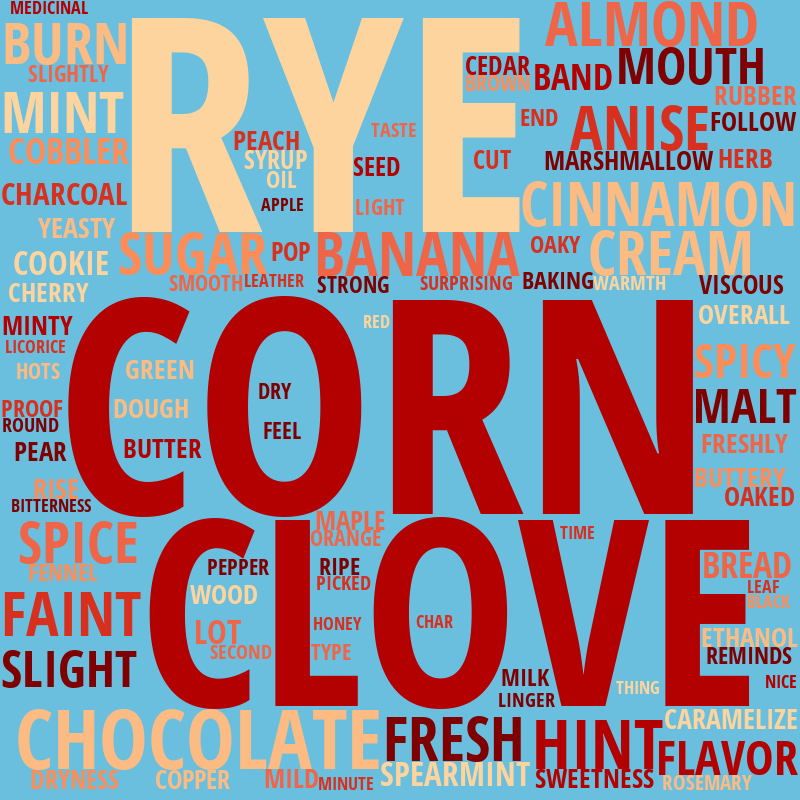 MEDICINAL
RYE
ALMOND
BURN
CEDAR
BAND
MOUTH
SLIGHTLY
BROWN
RUBBER
MINT
TASTE
END
ANISE
FOLLOW
COBBLER
PEACH
SYRUP
SEED
CUT
MARSHMALLOW
HERB
OIL
CHARCOAL
APPLE
LIGHT
CINNAMON
YEASTY
SUGAR
POP
BANANA
OAKY
CREAM
COOKIE
SMOOTH
LEATHER
STRONG
SURPRISING
BAKING
WARMTH
VISCOUS
CHERRY
MINTY
CORN
RED
OVERALL
LICORICE
HOTS
GREEN
SPICY
DRY
PROOF
DOUGH
MALT
ROUND
FEEL
PEAR
BUTTER
FRESHLY
RISE
BUTTERY
BITTERNESS
OAKED
SPICE
MAPLE
CLOVE
ORANGE
TIME
FENNEL
PEPPER
RIPE
BREAD
PICKED
LEAF
WOOD
BLACK
FAINT
LOT
HONEY
CHAR
ETHANOL
SECOND
TYPE
REMINDS
SLIGHT
MILK
THING
NICE
LINGER
CHOCOLATE
FRESH
HINT
CARAMELIZE
FLAVOR
DRYNESS
COPPER
MILD
MINUTE
SPEARMINT
SWEETNESS
ROSEMARY